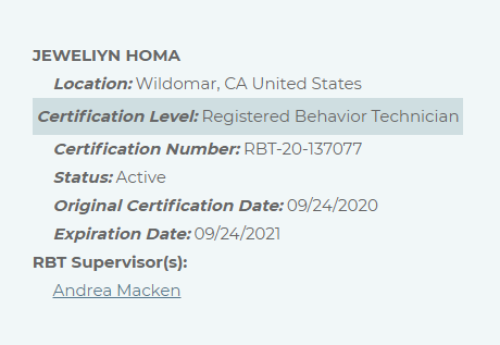 JEWELIYN HOMA
Location: Wildomar, CA United States
Certification Level: Registered Behavior Technician
Certification Number: RBT-20-137077
Status: Active
Original Certification Date: 09/24/2020
Expiration Date: 09/24/2021
RBT Supervisor(s):
Andrea Macken